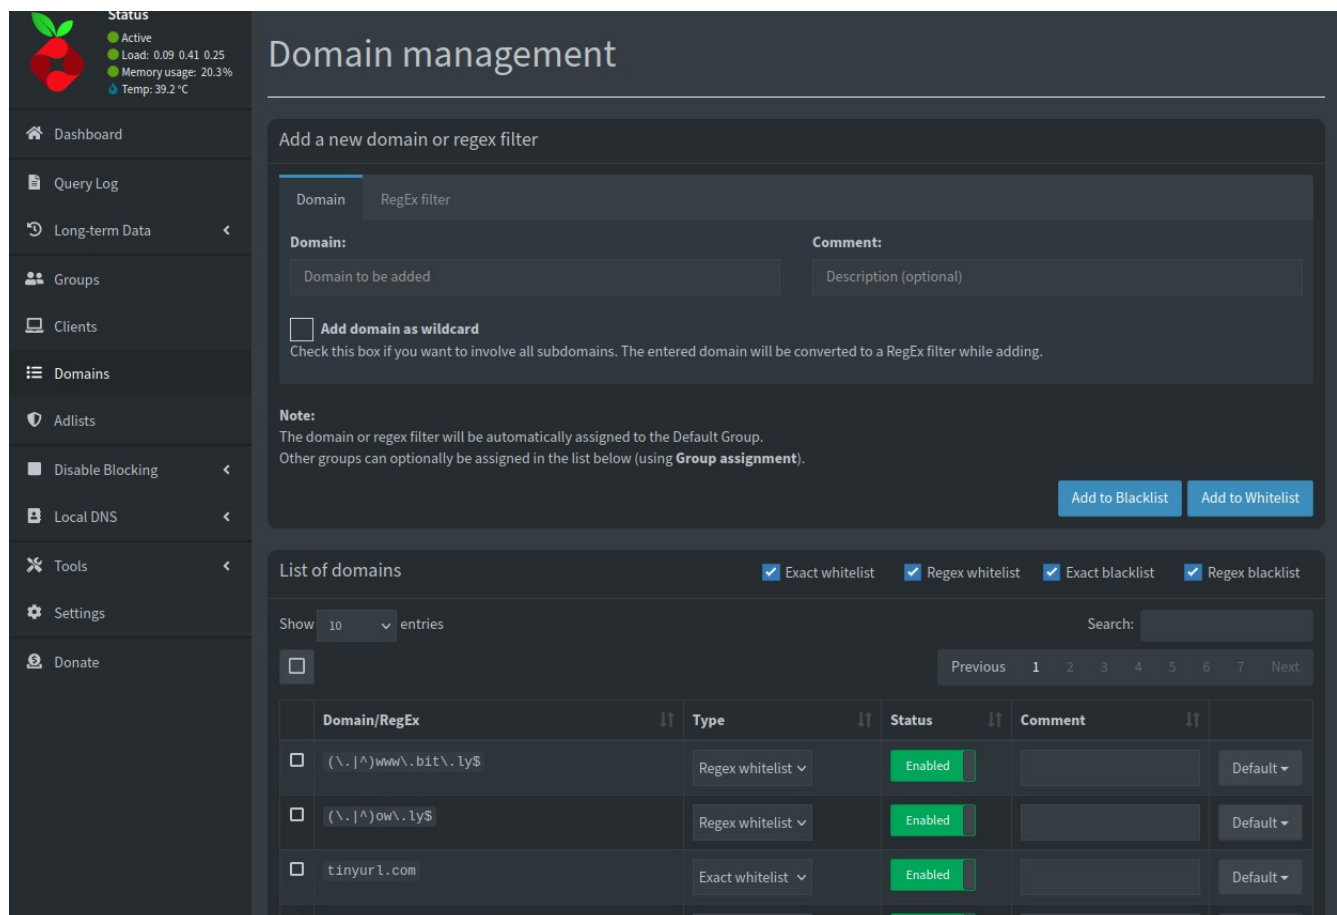 Status
Active
Load: 0.09 0.41 0.25
Memory usage: 20.3%
Temp: 39.2 °C
Dashboard
Query Log
Long-term Data
Groups
Clients
Domains
Adlists
Disable Blocking
Local DNS
Tools
Settings
Donate
Domain management
Add a new domain or regex filter
Domain RegEx filter
Domain: Comment:
Domain to be added Description (optional)
Add domain as wildcard
Check this box if you want to involve all subdomains. The entered domain will be converted to a RegEx filter while adding.
Note:
The domain or regex filter will be automatically assigned to the Default Group.
Other groups can optionally be assigned in the list below (using Group assignment).
Add to Blacklist Add to Whitelist
List of domains Exact whitelist Regex whitelist Exact blacklist Regex blacklist
Show 10 entries Search:
Previous 1 2 3 4 5 6 7 Next
Domain/RegEx Type Status Comment
(\.|^)www\.bit\.ly$ Regex whitelist Enabled Default
(\.|^)ow\.ly$ Regex whitelist Enabled Default
tinyurl.com Exact whitelist Enabled Default